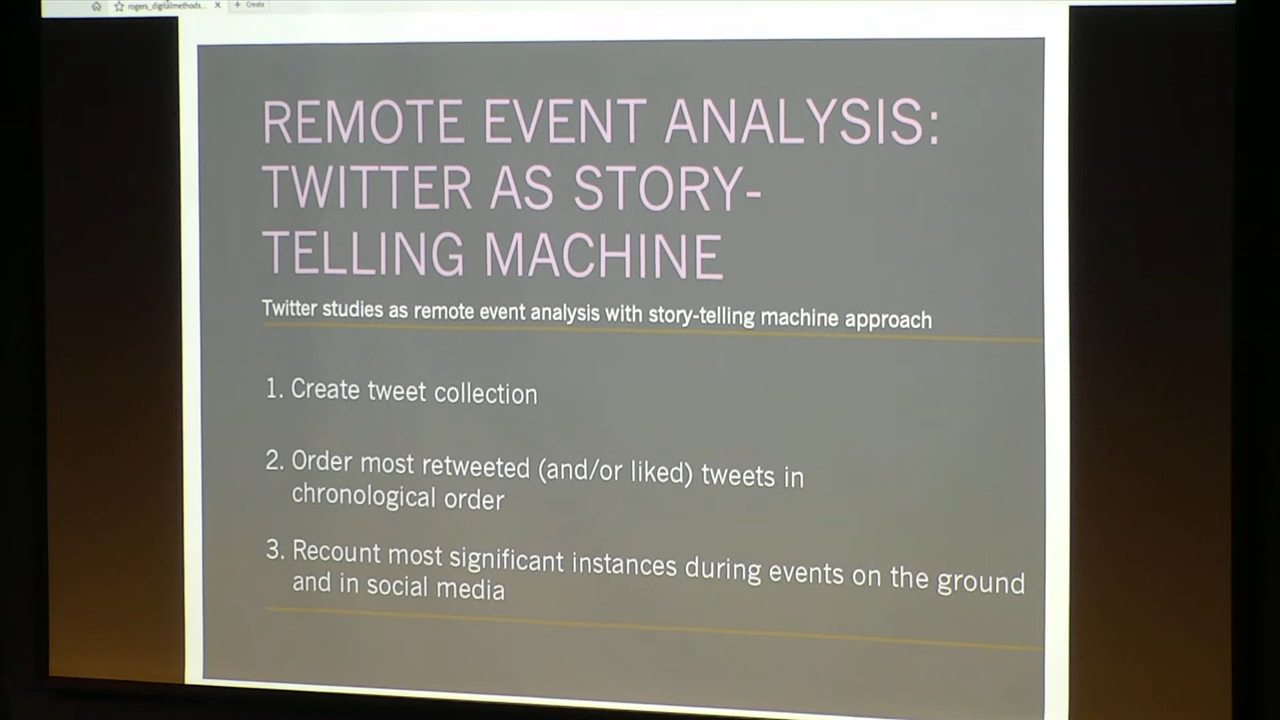 rogers_digitalmethods...
Create
REMOTE EVENT ANALYSIS:
TWITTER AS STORY-
TELLING MACHINE
Twitter studies as remote event analysis with story-telling machine approach
1. Create tweet collection
2. Order most retweeted (and/or liked) tweets in
chronological order
3. Recount most significant instances during events on the ground
and in social media